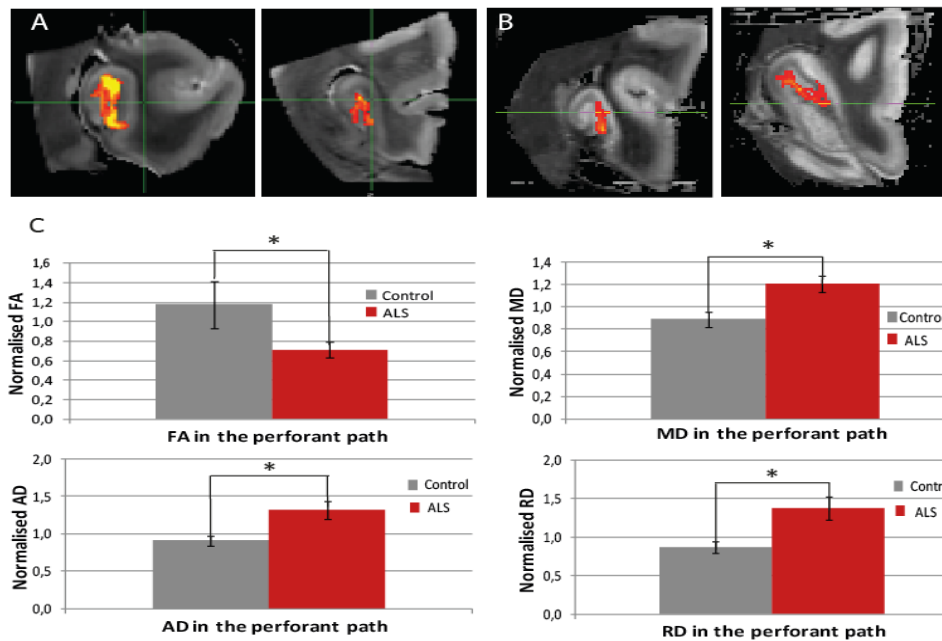 A
B
C
*
1,6
1,4
1,2
1,0
0,8
0,6
0,4
0,2
0,0
Normalised FA
Control
ALS
FA in the perforant path
*
1,4
1,2
1,0
0,8
0,6
0,4
0,2
0,0
Normalised MD
Control
ALS
MD in the perforant path
*
2,0
1,5
1,0
0,5
0,0
Normalised AD
Control
ALS
AD in the perforant path
*
2,0
1,5
1,0
0,5
0,0
Normalised RD
Contr
ALS
RD in the perforant path